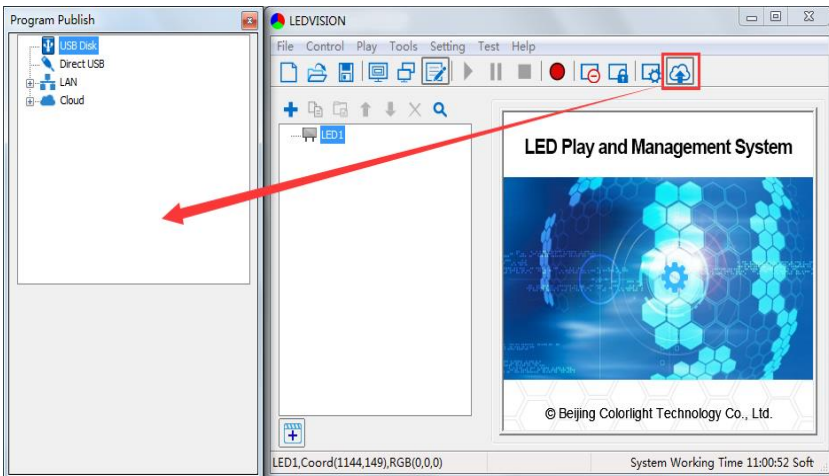 Program Publish
USB Disk
Direct USB
LAN
Cloud
LEDVISION
File Control Play Tools Setting Test Help
LED1
LED Play and Management System
© Beijing Colorlight Technology Co., Ltd.
LED1,Coord(1144,149),RGB(0,0,0)
System Working Time 11:00:52 Soft